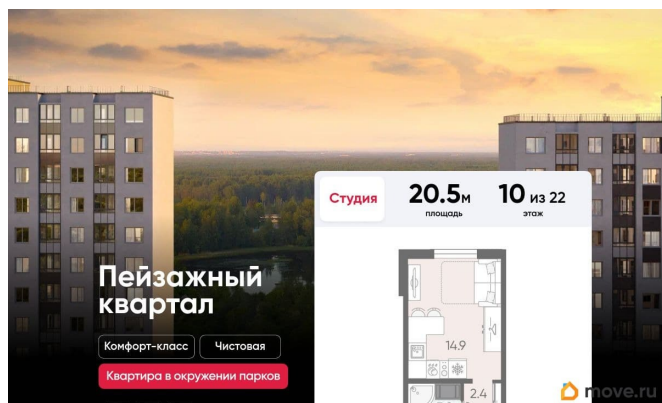 Студия
20.5м
площадь
10 из 22
этаж
Пейзажный
квартал
Комфорт-класс
Чистовая
Квартира в окружении парков
14.9
2.4
move.ru